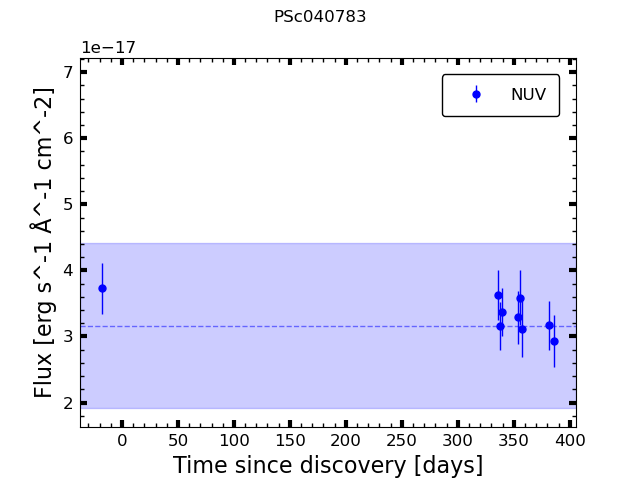 PSc040783
1e−17
7
6
5
4
3
2
Flux [erg s^-1 Å^-1 cm^-2]
NUV
0 50 100 150 200 250 300 350 400
Time since discovery [days]